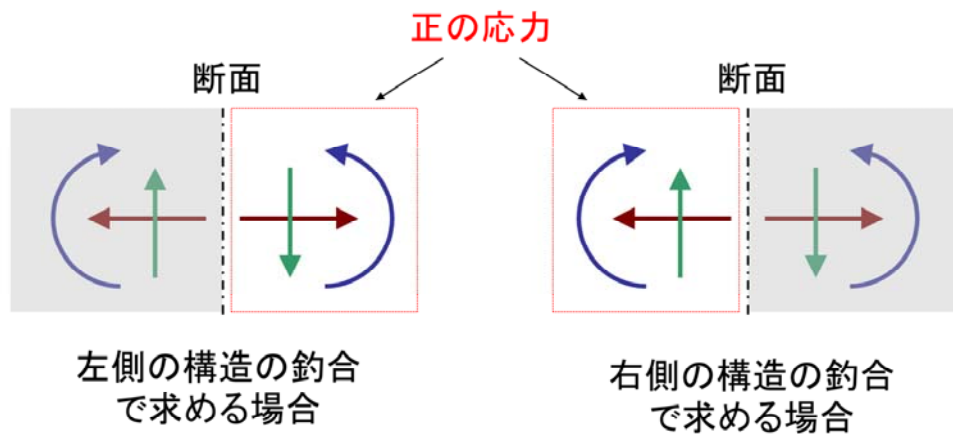 正の応力
断面
断面
左側の構造の釣合
で求める場合
右側の構造の釣合
で求める場合